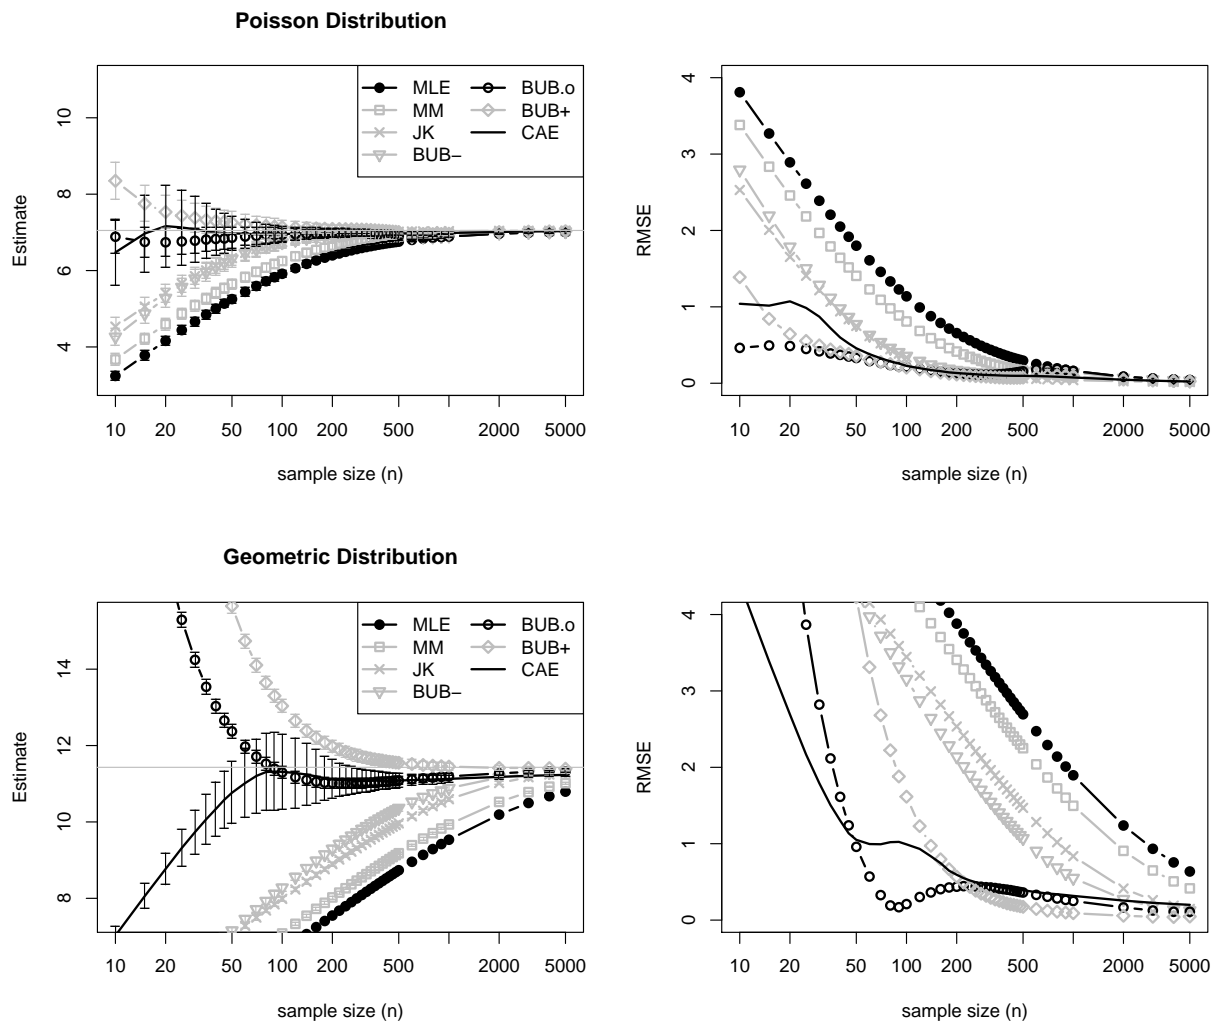 Poisson Distribution
Estimate
10
8
6
4
MLE
MM
JK
BUB−
BUB.o
BUB+
CAE
10 20 50 100 200 500 2000 5000
sample size (n)
RMSE
4
3
2
1
0
10 20 50 100 200 500 2000 5000
sample size (n)
Geometric Distribution
Estimate
14
12
10
8
MLE
MM
JK
BUB−
BUB.o
BUB+
CAE
10 20 50 100 200 500 2000 5000
sample size (n)
RMSE
4
3
2
1
0
10 20 50 100 200 500 2000 5000
sample size (n)